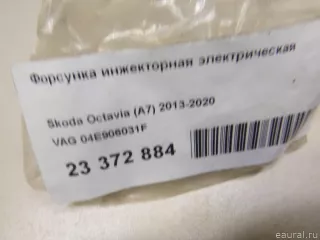 Форсунка инжекторная электрическая
Skoda Octavia (A7) 2013-2020
VAG 04E906031F
23 372 884
eaural.ru